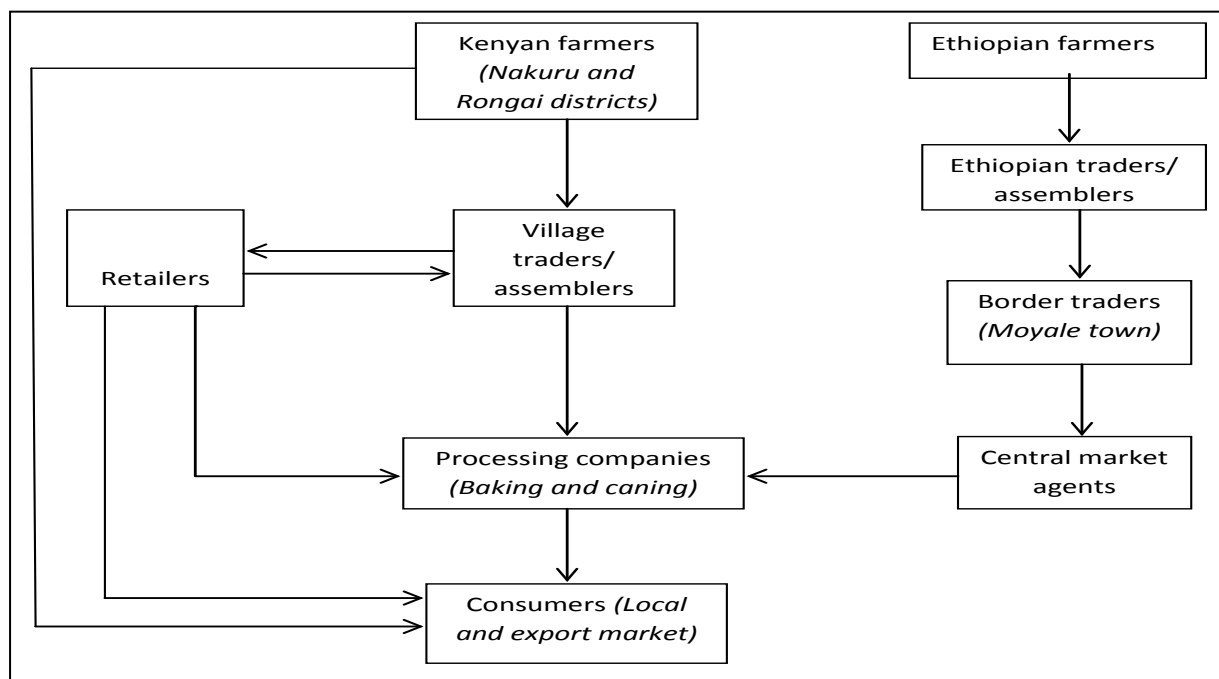 Kenyan farmers
(Nakuru and
Rongai districts)
Ethiopian farmers
Ethiopian traders/
assemblers
Retailers
Village
traders/
assemblers
Border traders
(Moyale town)
Processing companies
(Baking and caning)
Central market
agents
Consumers (Local
and export market)